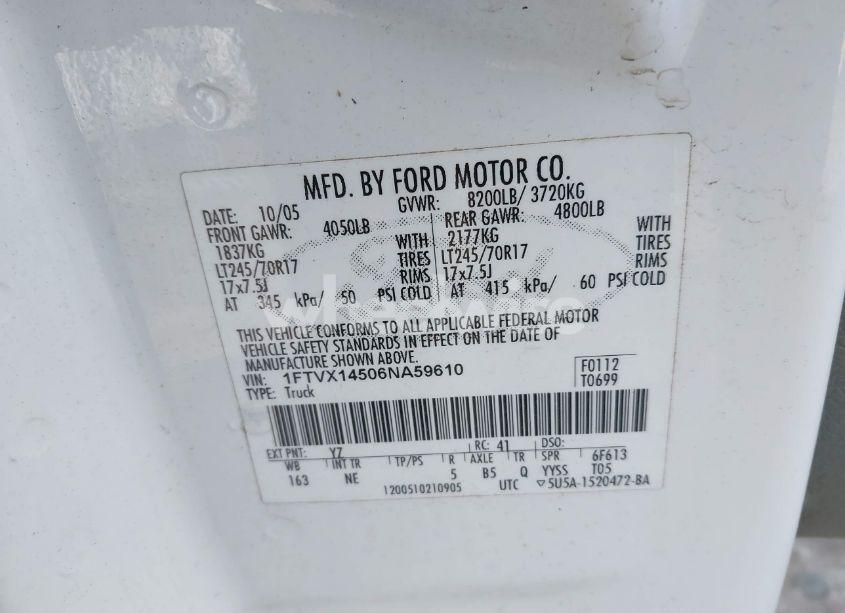 MFD. BY FORD MOTOR CO.
DATE: 10/05 GVWR: 8200LB/ 3720KG
FRONT GAWR: 4050LB REAR GAWR: 4800LB
1837KG WITH 2177KG WITH
LT245/70R17 TIRES LT245/70R17 TIRES
17x7.5J RIMS 17x7.5J RIMS
AT 345 kPa/ 50 PSI COLD AT 415 kPa/ 60 PSI COLD
THIS VEHICLE CONFORMS TO ALL APPLICABLE FEDERAL MOTOR
VEHICLE SAFETY STANDARDS IN EFFECT ON THE DATE OF
MANUFACTURE SHOWN ABOVE.
VIN: 1FTVX14506NA59610 F0112
TYPE: Truck T0699
EXT PNT: YZ RC: 41 DSO:
WB INT TR TP/PS R AXLE TR SPR 6F613
163 NE 5 B5 Q YYSS T05
1200510210905 UTC ▽5U5A-1520472-BA